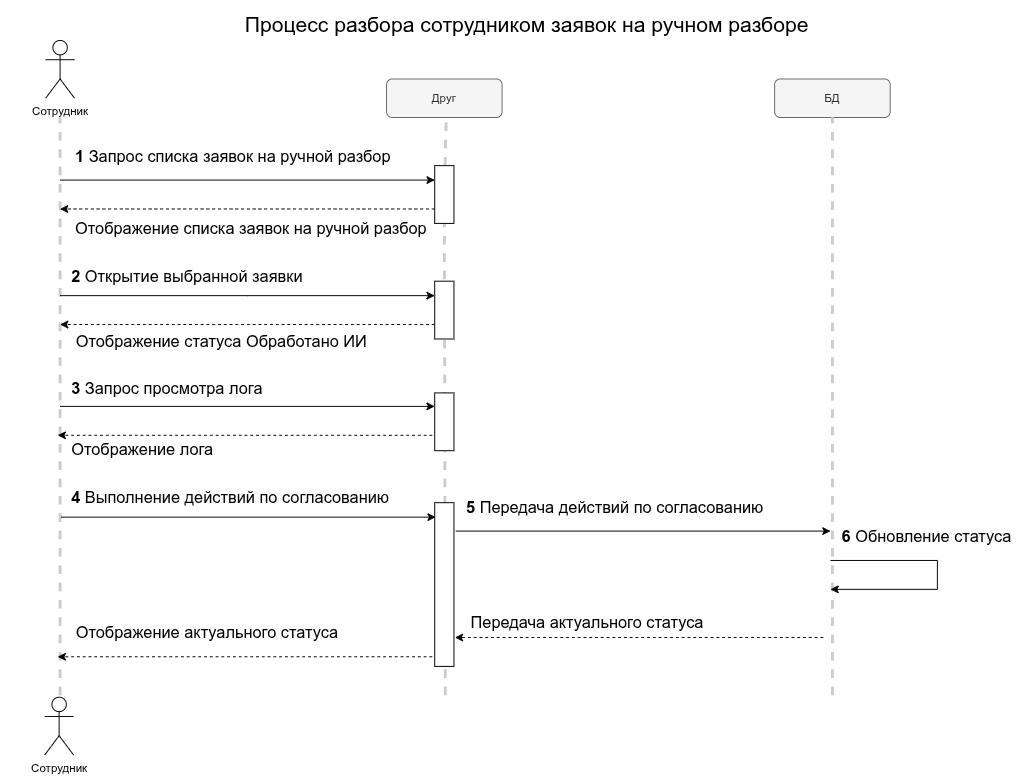 Процесс разбора сотрудником заявок на ручном разборе
Сотрудник
Друг
БД
1 Запрос списка заявок на ручной разбор
Отображение списка заявок на ручной разбор
2 Открытие выбранной заявки
Отображение статуса Обработано ИИ
3 Запрос просмотра лога
Отображение лога
4 Выполнение действий по согласованию
5 Передача действий по согласованию
6 Обновление статуса
Передача актуального статуса
Отображение актуального статуса
Сотрудник